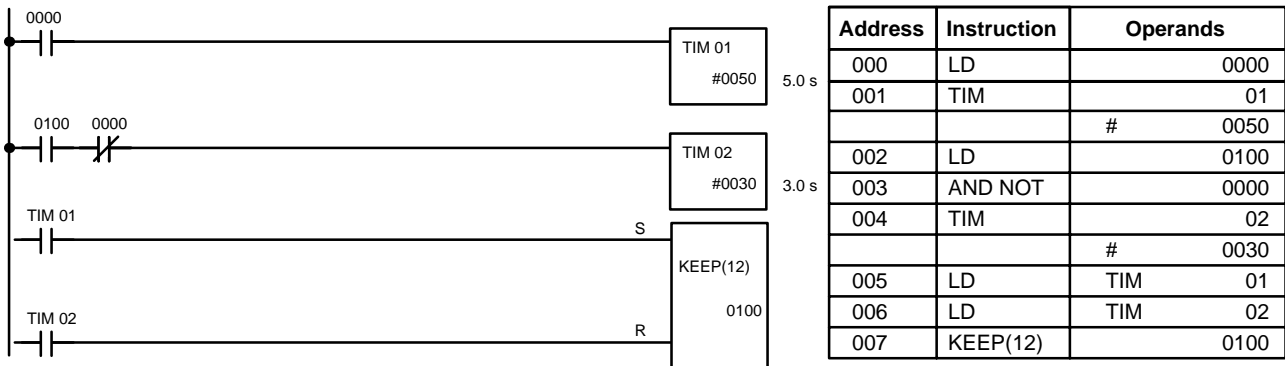 0000
TIM 01
#0050
5.0 s
0100 0000
TIM 02
#0030
3.0 s
TIM 01
S
KEEP(12)
0100
TIM 02
R
Address Instruction Operands
000 LD 0000
001 TIM 01
# 0050
002 LD 0100
003 AND NOT 0000
004 TIM 02
# 0030
005 LD TIM 01
006 LD TIM 02
007 KEEP(12) 0100